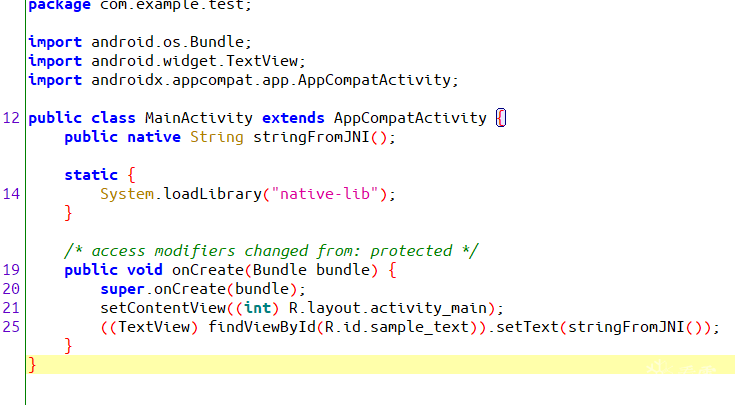 package com.example.test;
import android.os.Bundle;
import android.widget.TextView;
import androidx.appcompat.app.AppCompatActivity;
12 public class MainActivity extends AppCompatActivity {
public native String stringFromJNI();
static {
14 System.loadLibrary("native-lib");
}
/* access modifiers changed from: protected */
19 public void onCreate(Bundle bundle) {
20 super.onCreate(bundle);
21 setContentView((int) R.layout.activity_main);
25 ((TextView) findViewById(R.id.sample_text)).setText(stringFromJNI());
}
}